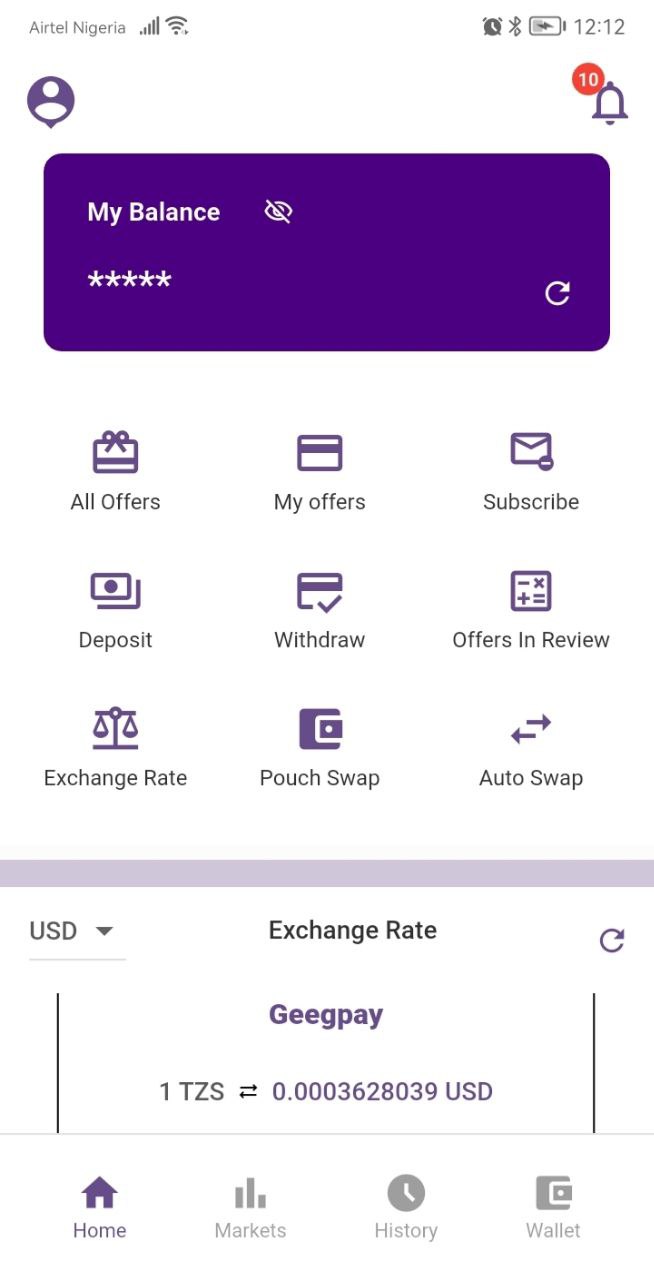 Airtel Nigeria 12:12
10
My Balance
*****
All Offers My offers Subscribe
Deposit Withdraw Offers In Review
Exchange Rate Pouch Swap Auto Swap
USD Exchange Rate
Geegpay
1 TZS ⇄ 0.0003628039 USD
Home Markets History Wallet